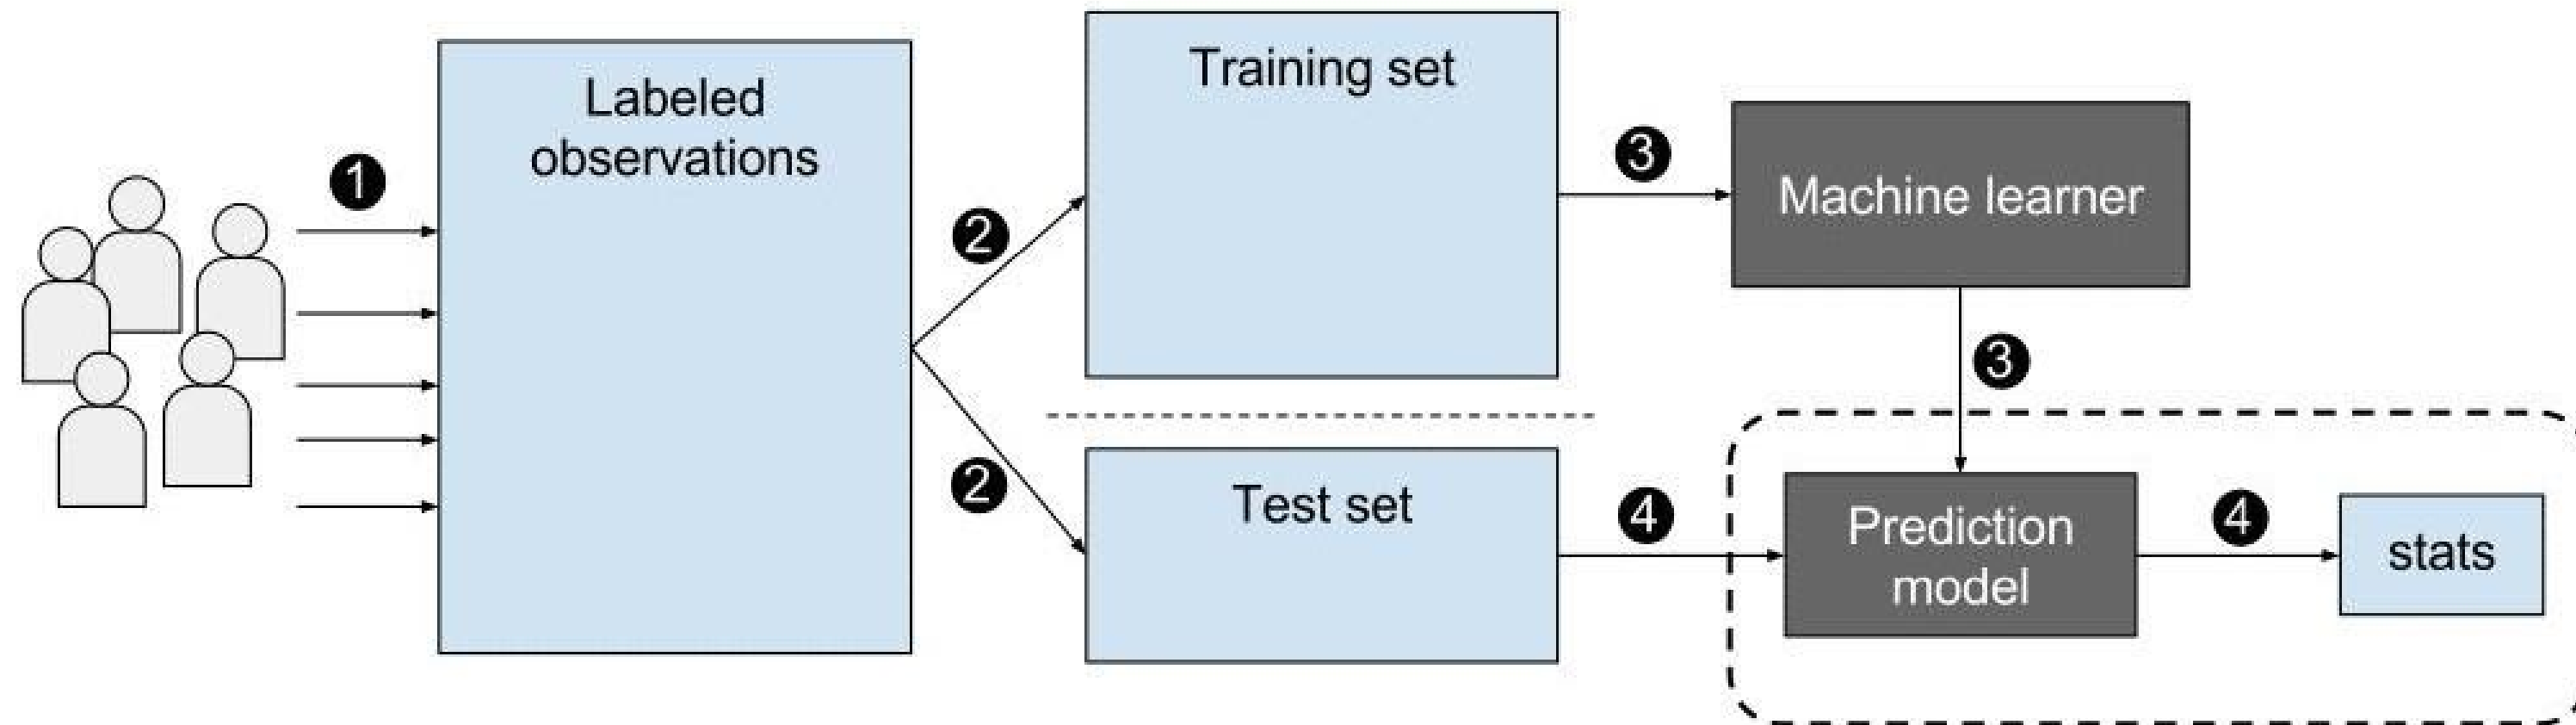 1
Labeled
observations
2
2
Training set
Test set
3
Machine learner
3
4
Prediction
model
4
stats